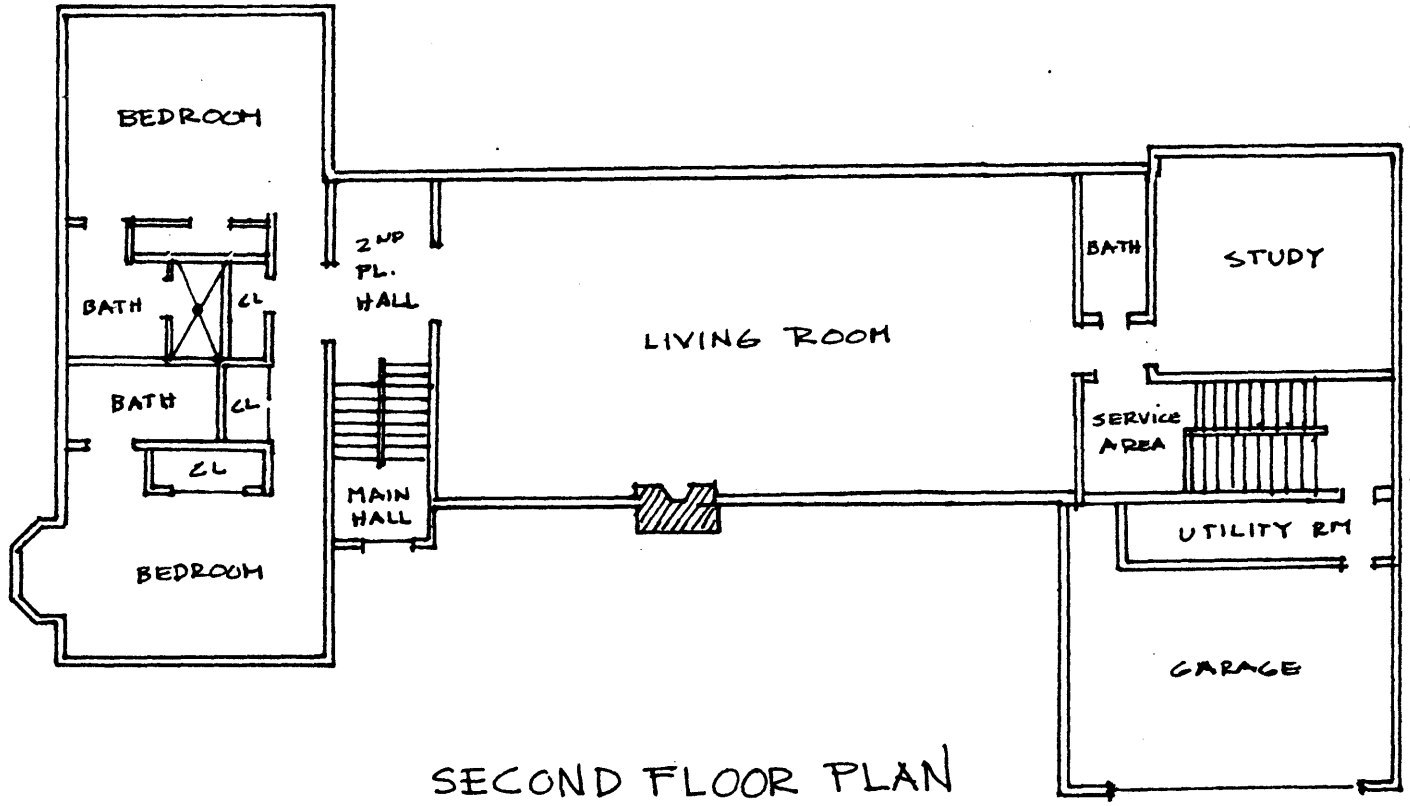 BEDROOM
2ND
FL.
HALL
BATH
CL
BATH
CL
CL
MAIN
HALL
BEDROOM
LIVING ROOM
BATH
STUDY
SERVICE
AREA
UTILITY RM
GARAGE
SECOND FLOOR PLAN